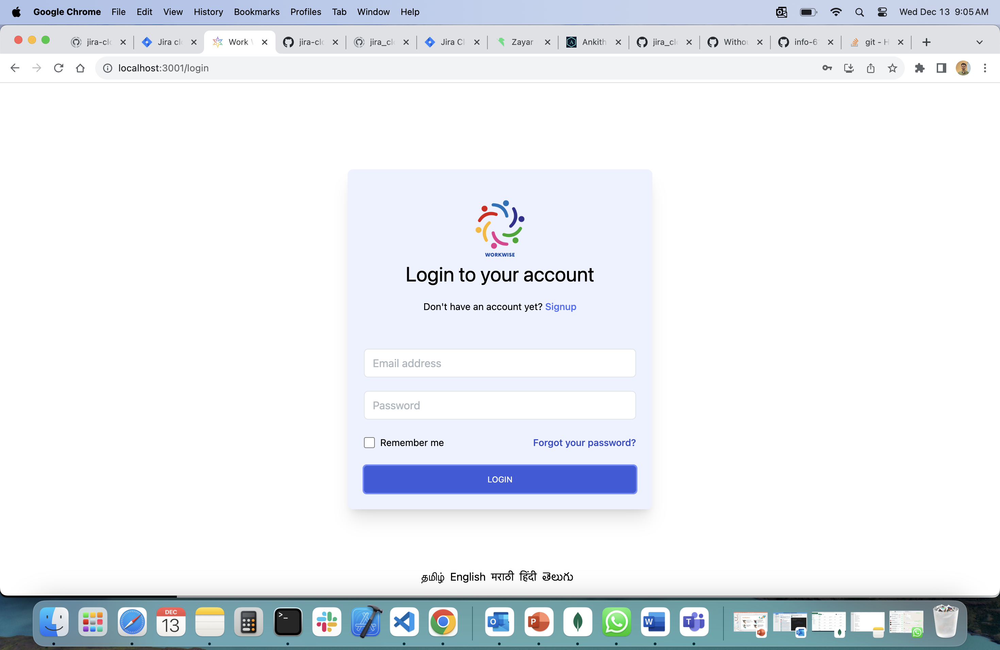 Google Chrome File Edit View History Bookmarks Profiles Tab Window Help Wed Dec 13 9:05 AM
jira-clo Jira cl Work jira-clo jira_cl Jira Cl Zayar Ankith jira_cl Withou info-6 git - H
localhost:3001/login
WORKWISE
Login to your account
Don't have an account yet? Signup
Email address
Password
Remember me Forgot your password?
LOGIN
தமிழ் English मराठी हिंदी తెలుగు
DEC
13